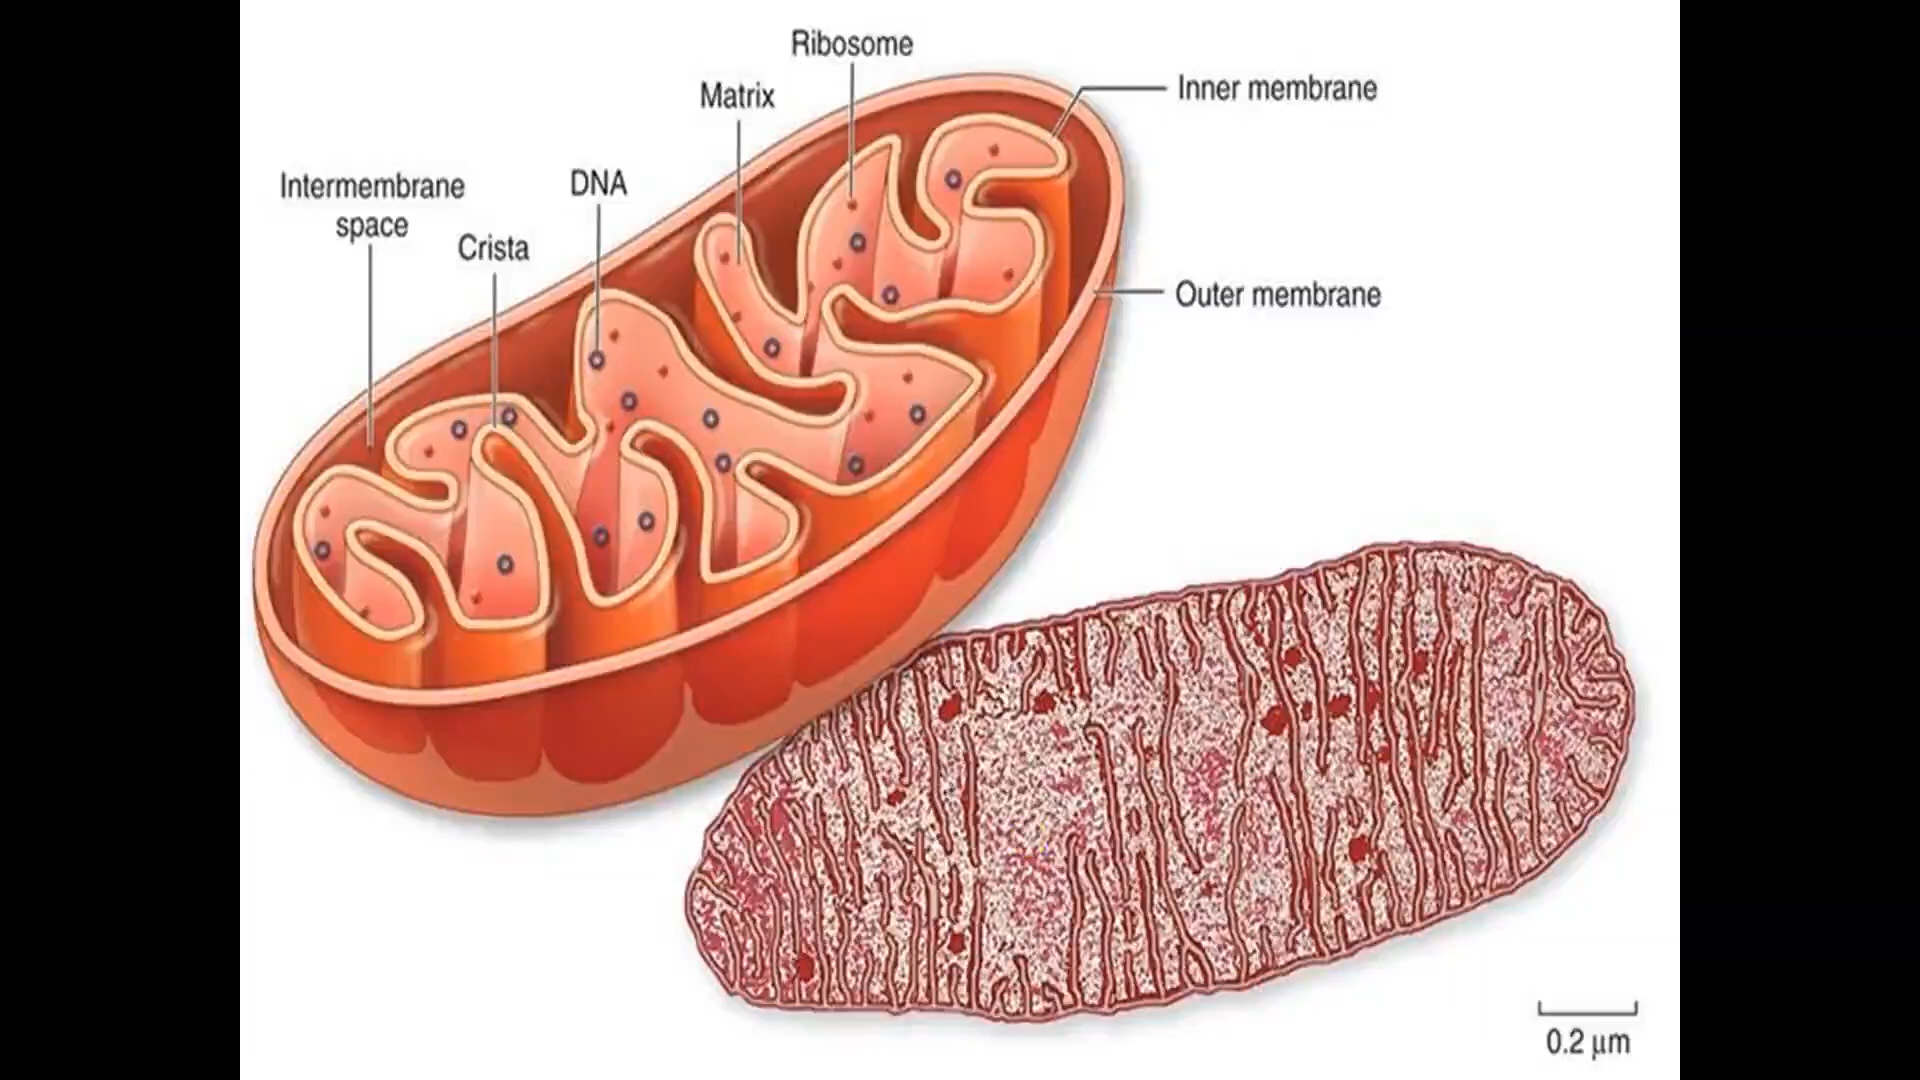 Ribosome
Matrix
Inner membrane
Intermembrane
space
DNA
Crista
Outer membrane
0.2 μm